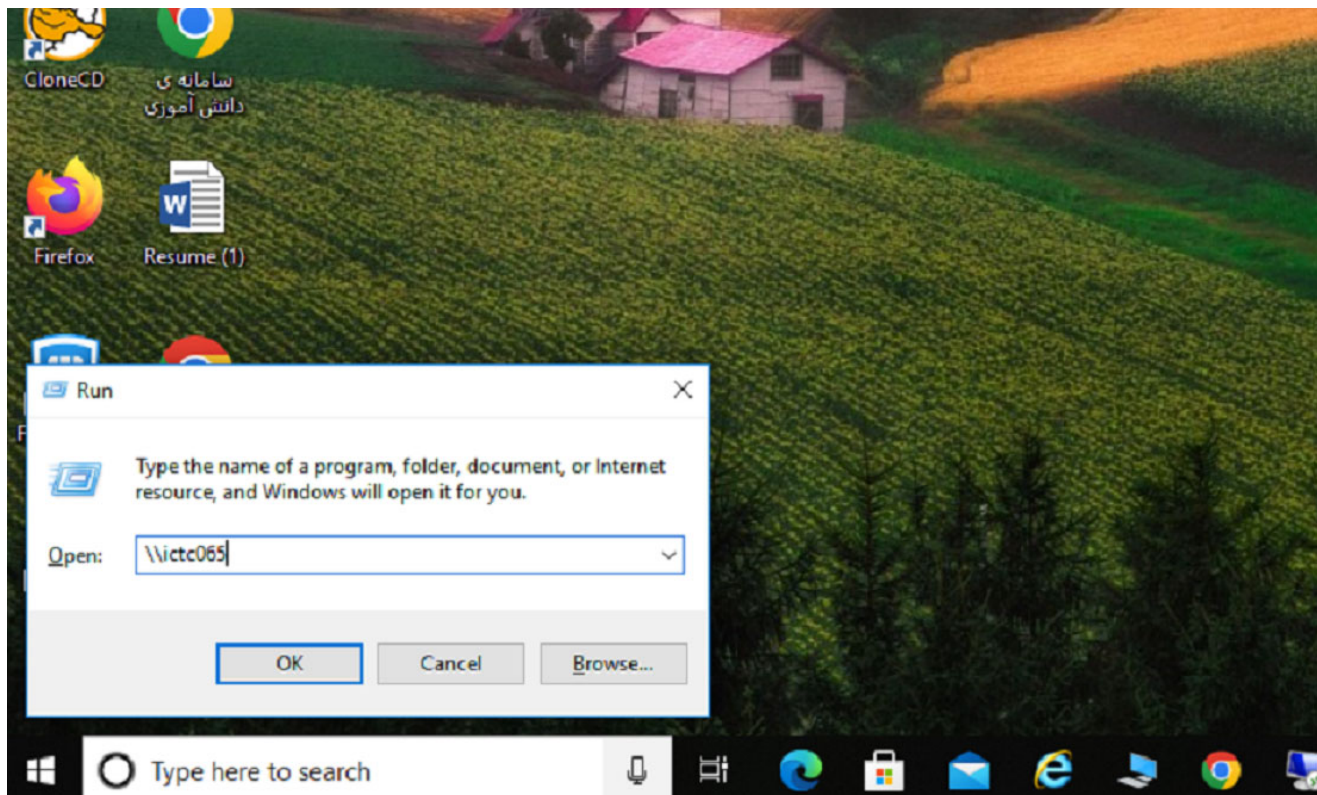 CloneCD
سامانه ی
دانش آموزی
Firefox
Resume (1)
Run
Type the name of a program, folder, document, or Internet
resource, and Windows will open it for you.
Open:
\\ictc065
OK
Cancel
Browse...
Type here to search